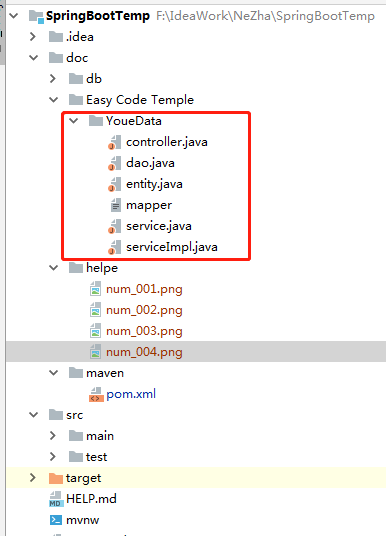 SpringBootTemp F:\IdeaWork\NeZha\SpringBootTemp
.idea
doc
db
Easy Code Temple
YoueData
controller.java
dao.java
entity.java
mapper
service.java
serviceImpl.java
helpe
num_001.png
num_002.png
num_003.png
num_004.png
maven
pom.xml
src
main
test
target
HELP.md
mvnw